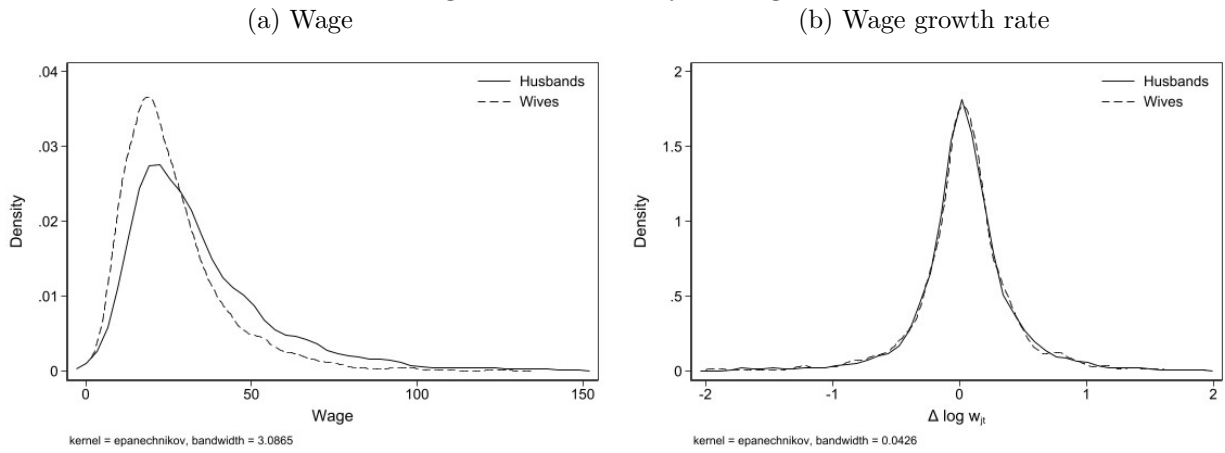 (a) Wage
.04
.03
.02
.01
0
Density
0
50
100
150
Wage
Husbands
Wives
kernel = epanechnikov, bandwidth = 3.0865
(b) Wage growth rate
2
1.5
1
.5
0
Density
-2
-1
0
1
2
Δ log w_jt
Husbands
Wives
kernel = epanechnikov, bandwidth = 0.0426